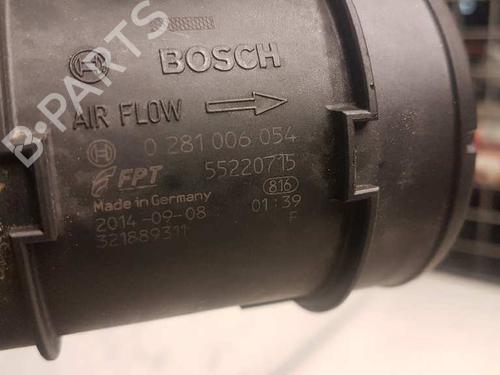 BOSCH
AIR FLOW
0 281 006 054
FPT 55220715
Made in Germany 816
2014-09-08 01:39
321889311 F
B-PARTS